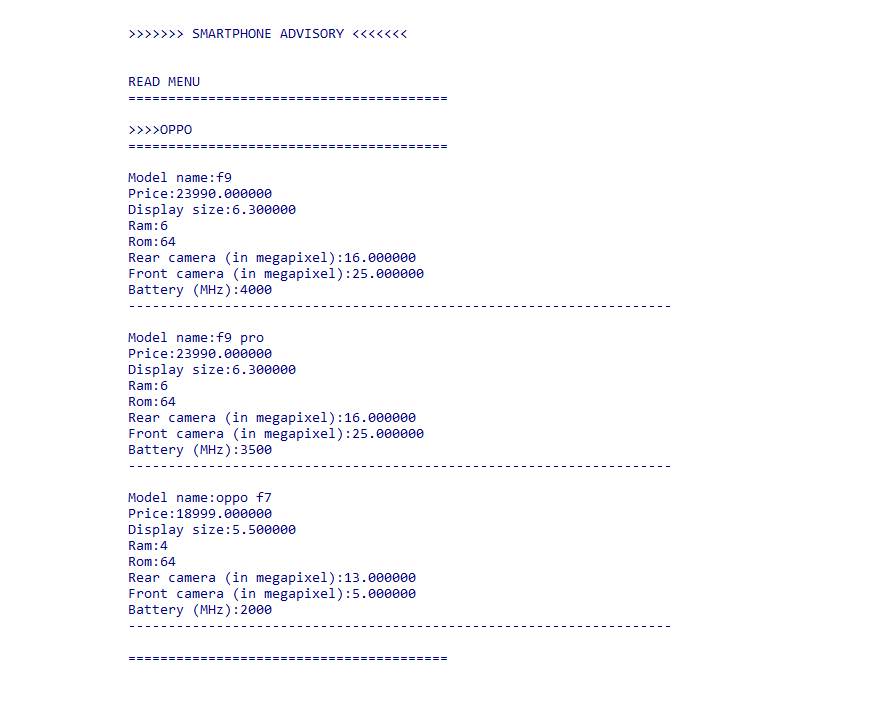 >>>>>>> SMARTPHONE ADVISORY <<<<<<<
READ MENU
========================================
>>>>OPPO
========================================
Model name:f9
Price:23990.000000
Display size:6.300000
Ram:6
Rom:64
Rear camera (in megapixel):16.000000
Front camera (in megapixel):25.000000
Battery (MHz):4000
--------------------------------------------------------------------
Model name:f9 pro
Price:23990.000000
Display size:6.300000
Ram:6
Rom:64
Rear camera (in megapixel):16.000000
Front camera (in megapixel):25.000000
Battery (MHz):3500
--------------------------------------------------------------------
Model name:oppo f7
Price:18999.000000
Display size:5.500000
Ram:4
Rom:64
Rear camera (in megapixel):13.000000
Front camera (in megapixel):5.000000
Battery (MHz):2000
--------------------------------------------------------------------
========================================